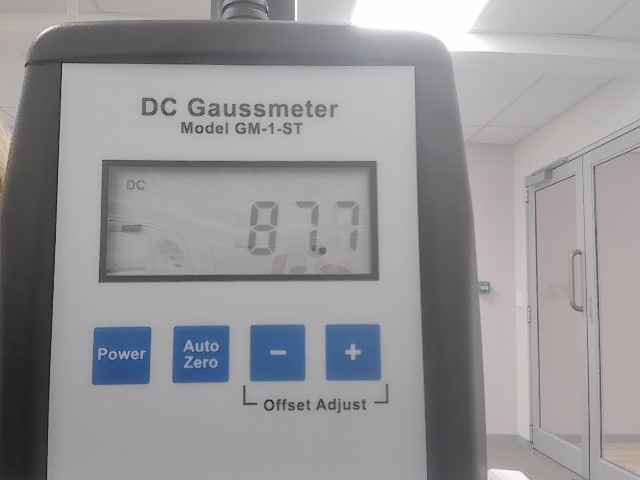 DC Gaussmeter
Model GM-1-ST
DC
87.7
Power
Auto
Zero
-
+
Offset Adjust